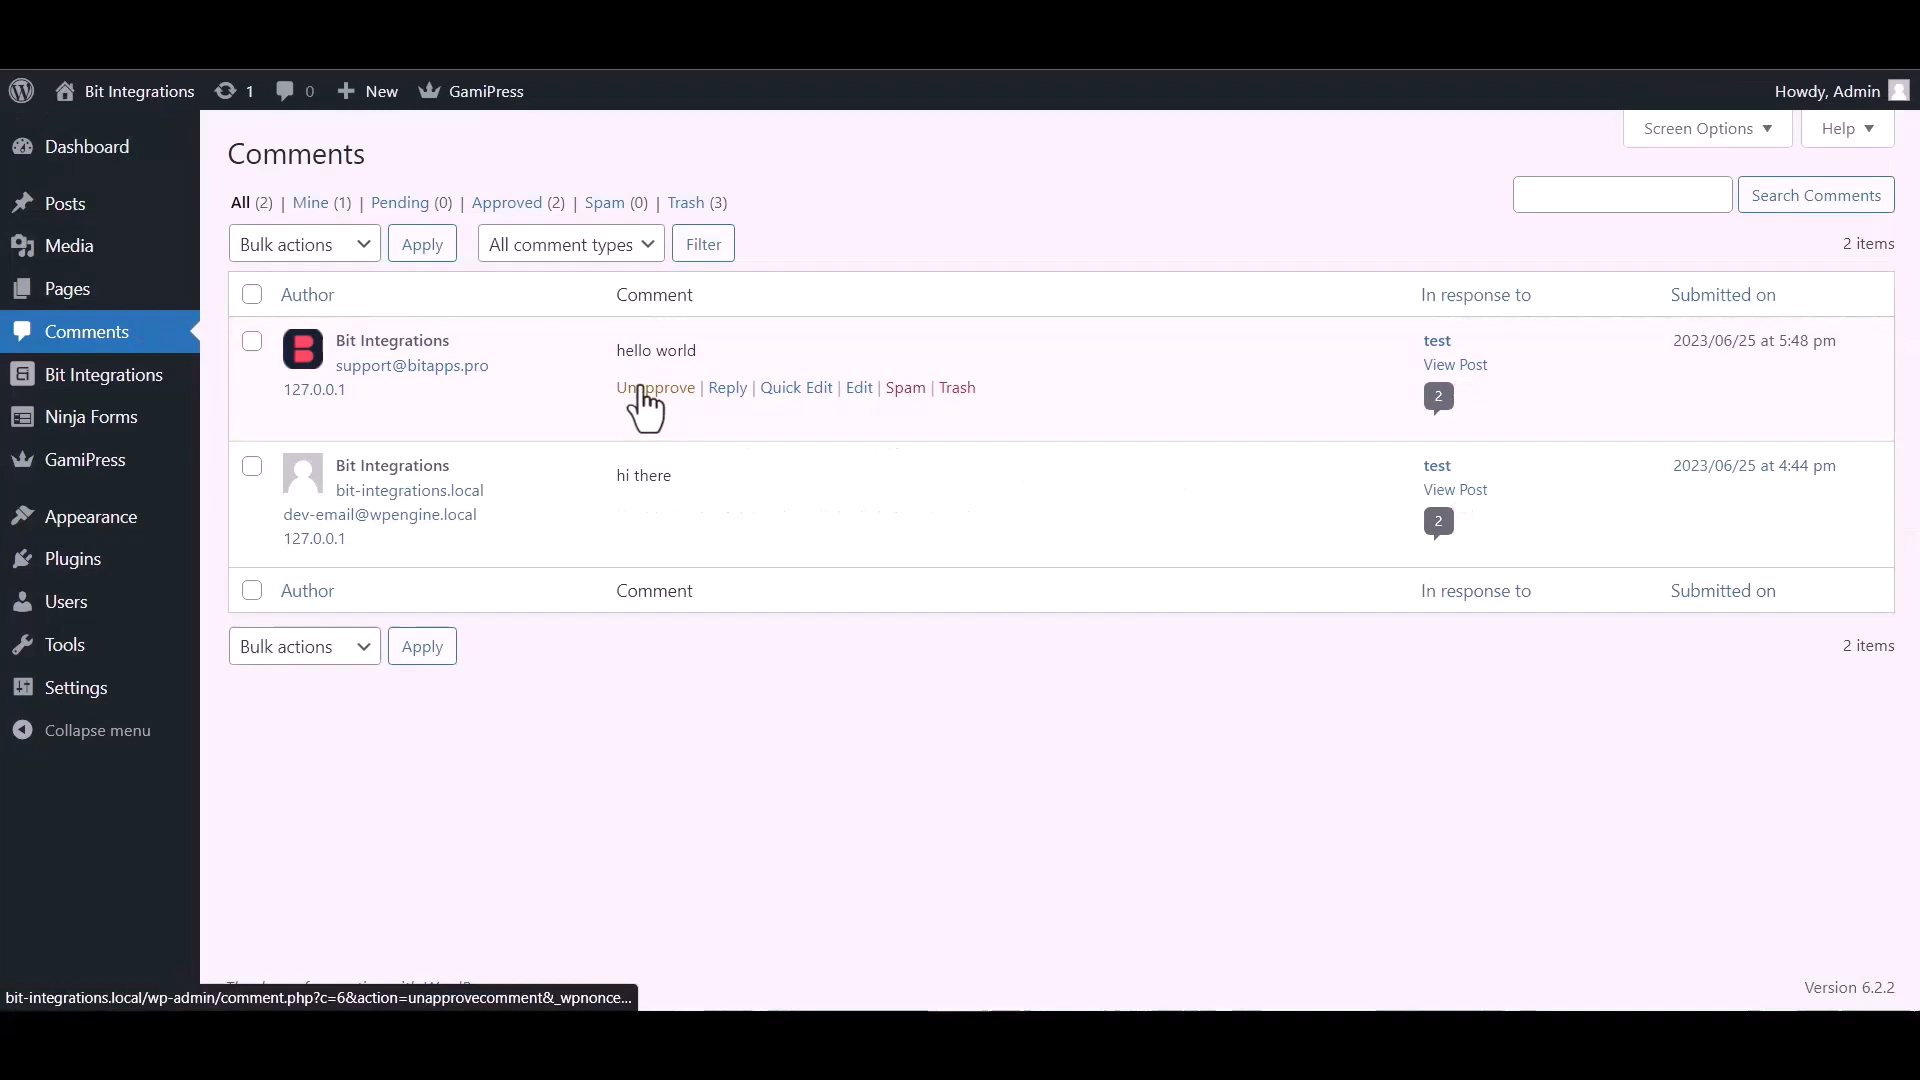 Bit Integrations 1 0 New GamiPress Howdy, Admin
Screen Options Help
Dashboard
Posts
Media
Pages
Comments
Bit Integrations
Ninja Forms
GamiPress
Appearance
Plugins
Users
Tools
Settings
Collapse menu
Comments
All (2) | Mine (1) | Pending (0) | Approved (2) | Spam (0) | Trash (3)
Search Comments
Bulk actions Apply All comment types Filter 2 items
Author Comment In response to Submitted on
Bit Integrations hello world test 2023/06/25 at 5:48 pm
support@bitapps.pro View Post
127.0.0.1 Unapprove | Reply | Quick Edit | Edit | Spam | Trash 2
Bit Integrations hi there test 2023/06/25 at 4:44 pm
bit-integrations.local View Post
dev-email@wpengine.local 2
127.0.0.1
Author Comment In response to Submitted on
Bulk actions Apply 2 items
Version 6.2.2
bit-integrations.local/wp-admin/comment.php?c=6&action=unapprovecomment&_wpnonce...